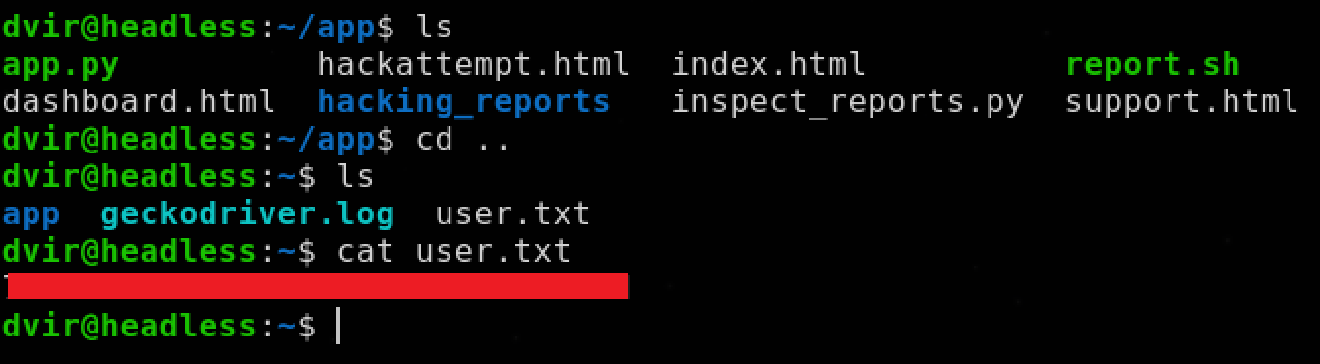 dvir@headless:~/app$ ls
app.py hackattempt.html index.html report.sh
dashboard.html hacking_reports inspect_reports.py support.html
dvir@headless:~/app$ cd ..
dvir@headless:~$ ls
app geckodriver.log user.txt
dvir@headless:~$ cat user.txt
dvir@headless:~$